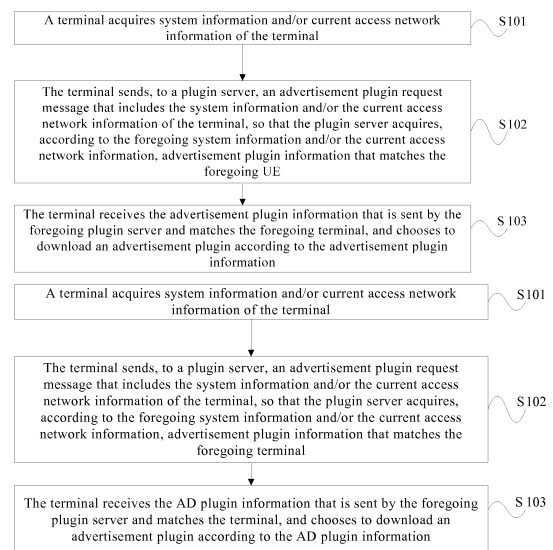 A terminal acquires system information and/or current access network
information of the terminal
S101
The terminal sends, to a plugin server, an advertisement plugin request
message that includes the system information and/or the current access
network information of the terminal, so that the plugin server acquires,
according to the foregoing system information and/or the current access
network information, advertisement plugin information that matches the
foregoing UE
S102
The terminal receives the advertisement plugin information that is sent by the
foregoing plugin server and matches the foregoing terminal, and chooses to
download an advertisement plugin according to the advertisement plugin
information
S 103
A terminal acquires system information and/or current access network
information of the terminal
S101
The terminal sends, to a plugin server, an advertisement plugin request
message that includes the system information and/or the current access
network information of the terminal, so that the plugin server acquires,
according to the foregoing system information and/or the current access
network information, advertisement plugin information that matches the
foregoing terminal
S102
The terminal receives the AD plugin information that is sent by the foregoing
plugin server and matches the terminal, and chooses to download an
advertisement plugin according to the AD plugin information
S 103